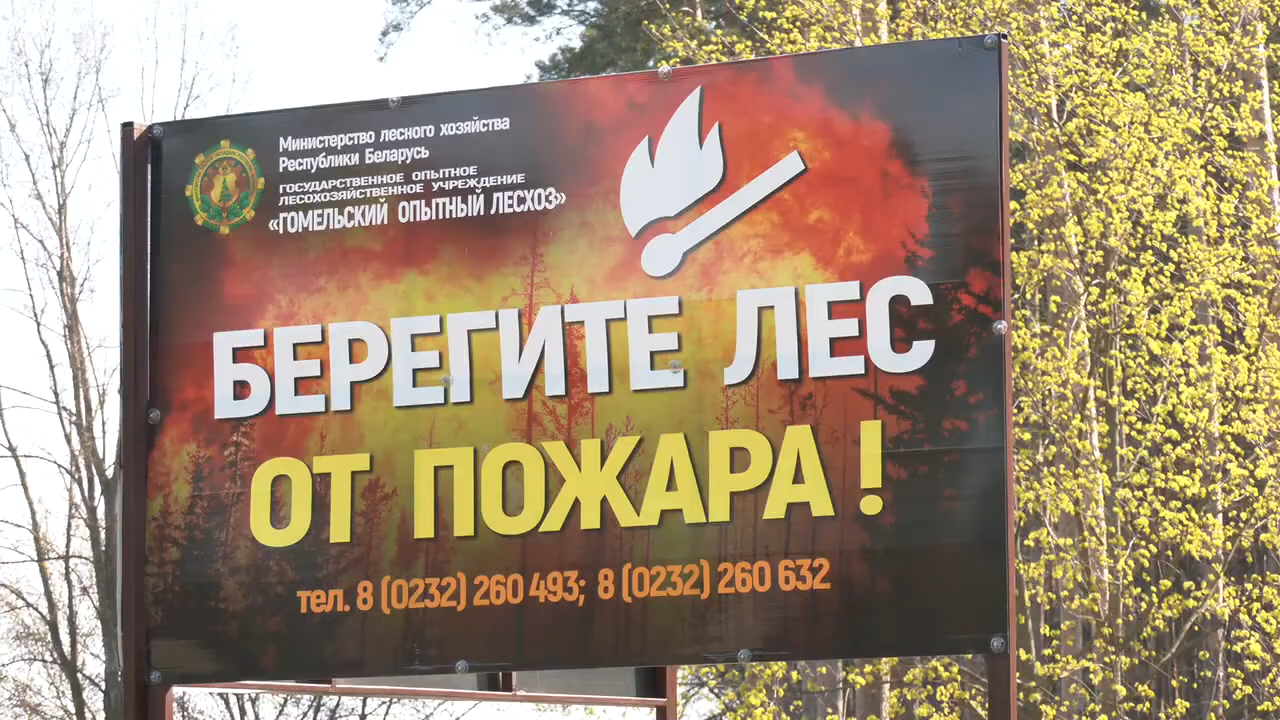 Министерство лесного хозяйства
Республики Беларусь
ГОСУДАРСТВЕННОЕ ОПЫТНОЕ
ЛЕСОХОЗЯЙСТВЕННОЕ УЧРЕЖДЕНИЕ
«ГОМЕЛЬСКИЙ ОПЫТНЫЙ ЛЕСХОЗ»
БЕРЕГИТЕ ЛЕС
ОТ ПОЖАРА!
тел. 8 (0232) 260 493; 8 (0232) 260 632